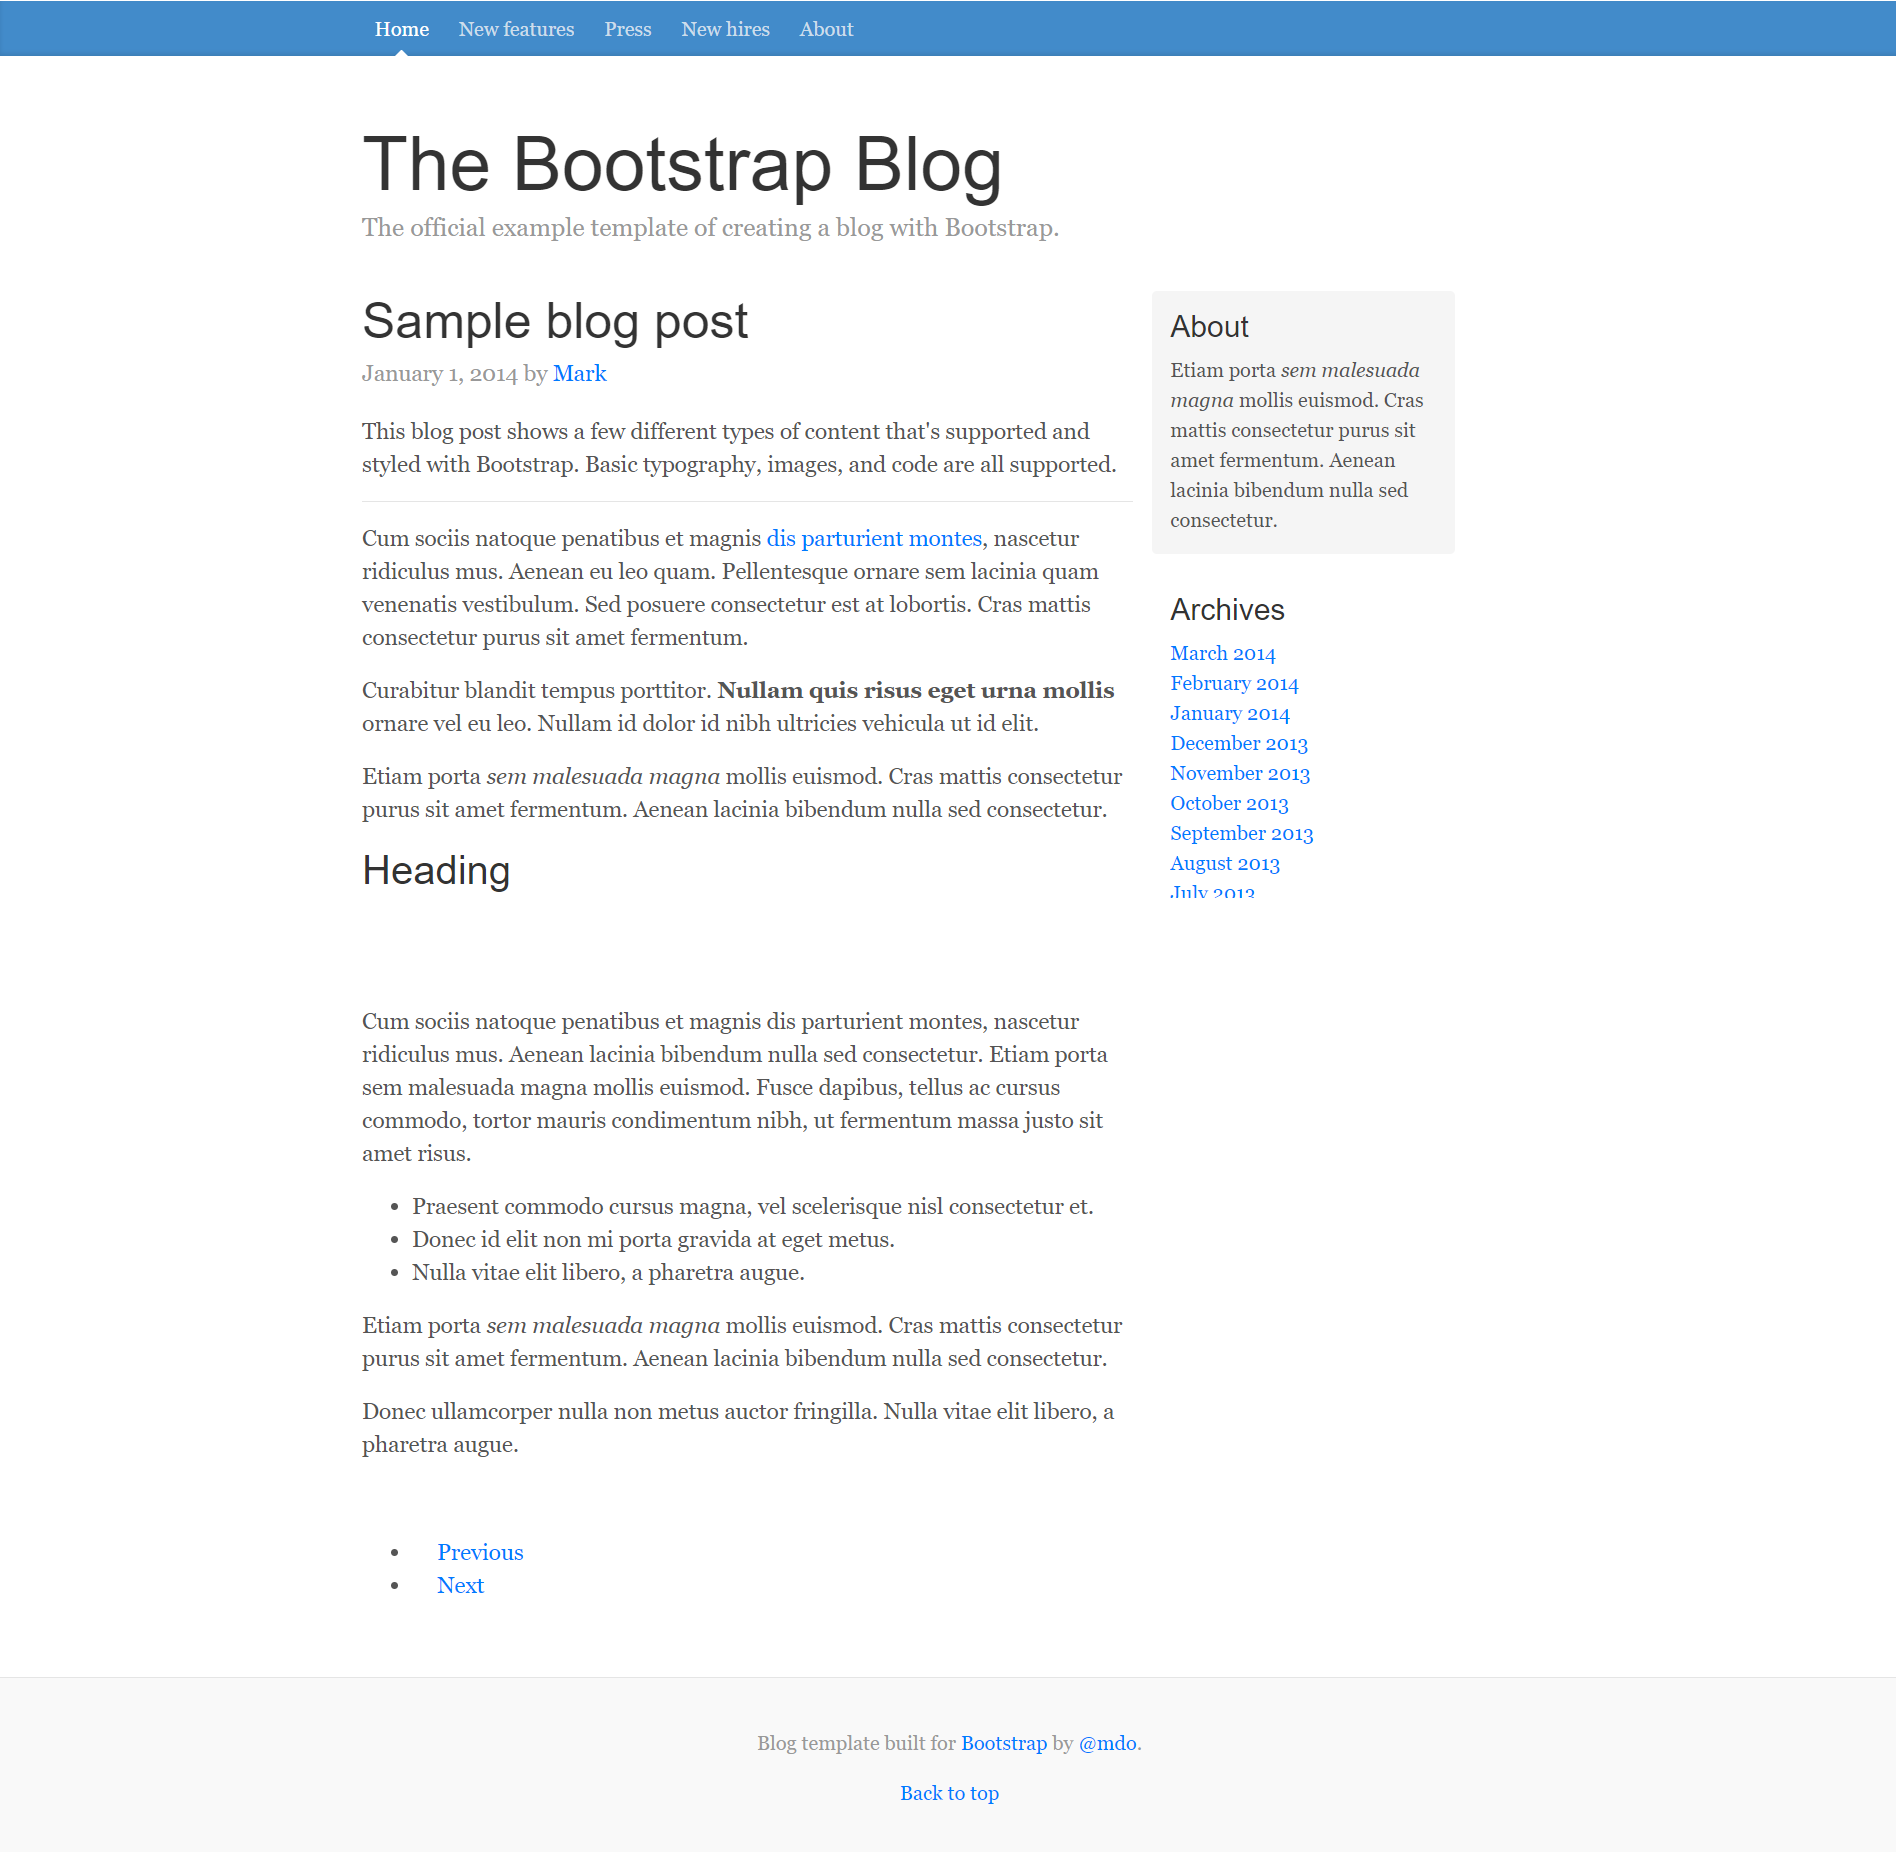 Home New features Press New hires About
The Bootstrap Blog
The official example template of creating a blog with Bootstrap.
Sample blog post
January 1, 2014 by Mark
This blog post shows a few different types of content that's supported and
styled with Bootstrap. Basic typography, images, and code are all supported.
Cum sociis natoque penatibus et magnis dis parturient montes, nascetur
ridiculus mus. Aenean eu leo quam. Pellentesque ornare sem lacinia quam
venenatis vestibulum. Sed posuere consectetur est at lobortis. Cras mattis
consectetur purus sit amet fermentum.
Curabitur blandit tempus porttitor. Nullam quis risus eget urna mollis
ornare vel eu leo. Nullam id dolor id nibh ultricies vehicula ut id elit.
Etiam porta sem malesuada magna mollis euismod. Cras mattis consectetur
purus sit amet fermentum. Aenean lacinia bibendum nulla sed consectetur.
Heading
Cum sociis natoque penatibus et magnis dis parturient montes, nascetur
ridiculus mus. Aenean lacinia bibendum nulla sed consectetur. Etiam porta
sem malesuada magna mollis euismod. Fusce dapibus, tellus ac cursus
commodo, tortor mauris condimentum nibh, ut fermentum massa justo sit
amet risus.
• Praesent commodo cursus magna, vel scelerisque nisl consectetur et.
• Donec id elit non mi porta gravida at eget metus.
• Nulla vitae elit libero, a pharetra augue.
Etiam porta sem malesuada magna mollis euismod. Cras mattis consectetur
purus sit amet fermentum. Aenean lacinia bibendum nulla sed consectetur.
Donec ullamcorper nulla non metus auctor fringilla. Nulla vitae elit libero, a
pharetra augue.
• Previous
• Next
About
Etiam porta sem malesuada
magna mollis euismod. Cras
mattis consectetur purus sit
amet fermentum. Aenean
lacinia bibendum nulla sed
consectetur.
Archives
March 2014
February 2014
January 2014
December 2013
November 2013
October 2013
September 2013
August 2013
July 2013
Blog template built for Bootstrap by @mdo.
Back to top